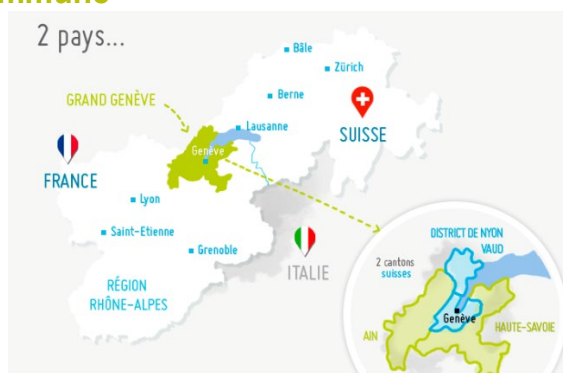 2 pays...
Bâle
Zürich
GRAND GENÈVE
Berne
Lausanne
SUISSE
Genève
FRANCE
Lyon
Saint-Etienne
Grenoble
ITALIE
RÉGION
RHÔNE-ALPES
DISTRICT DE NYON
VAUD
2 cantons
suisses
Genève
AIN
HAUTE-SAVOIE